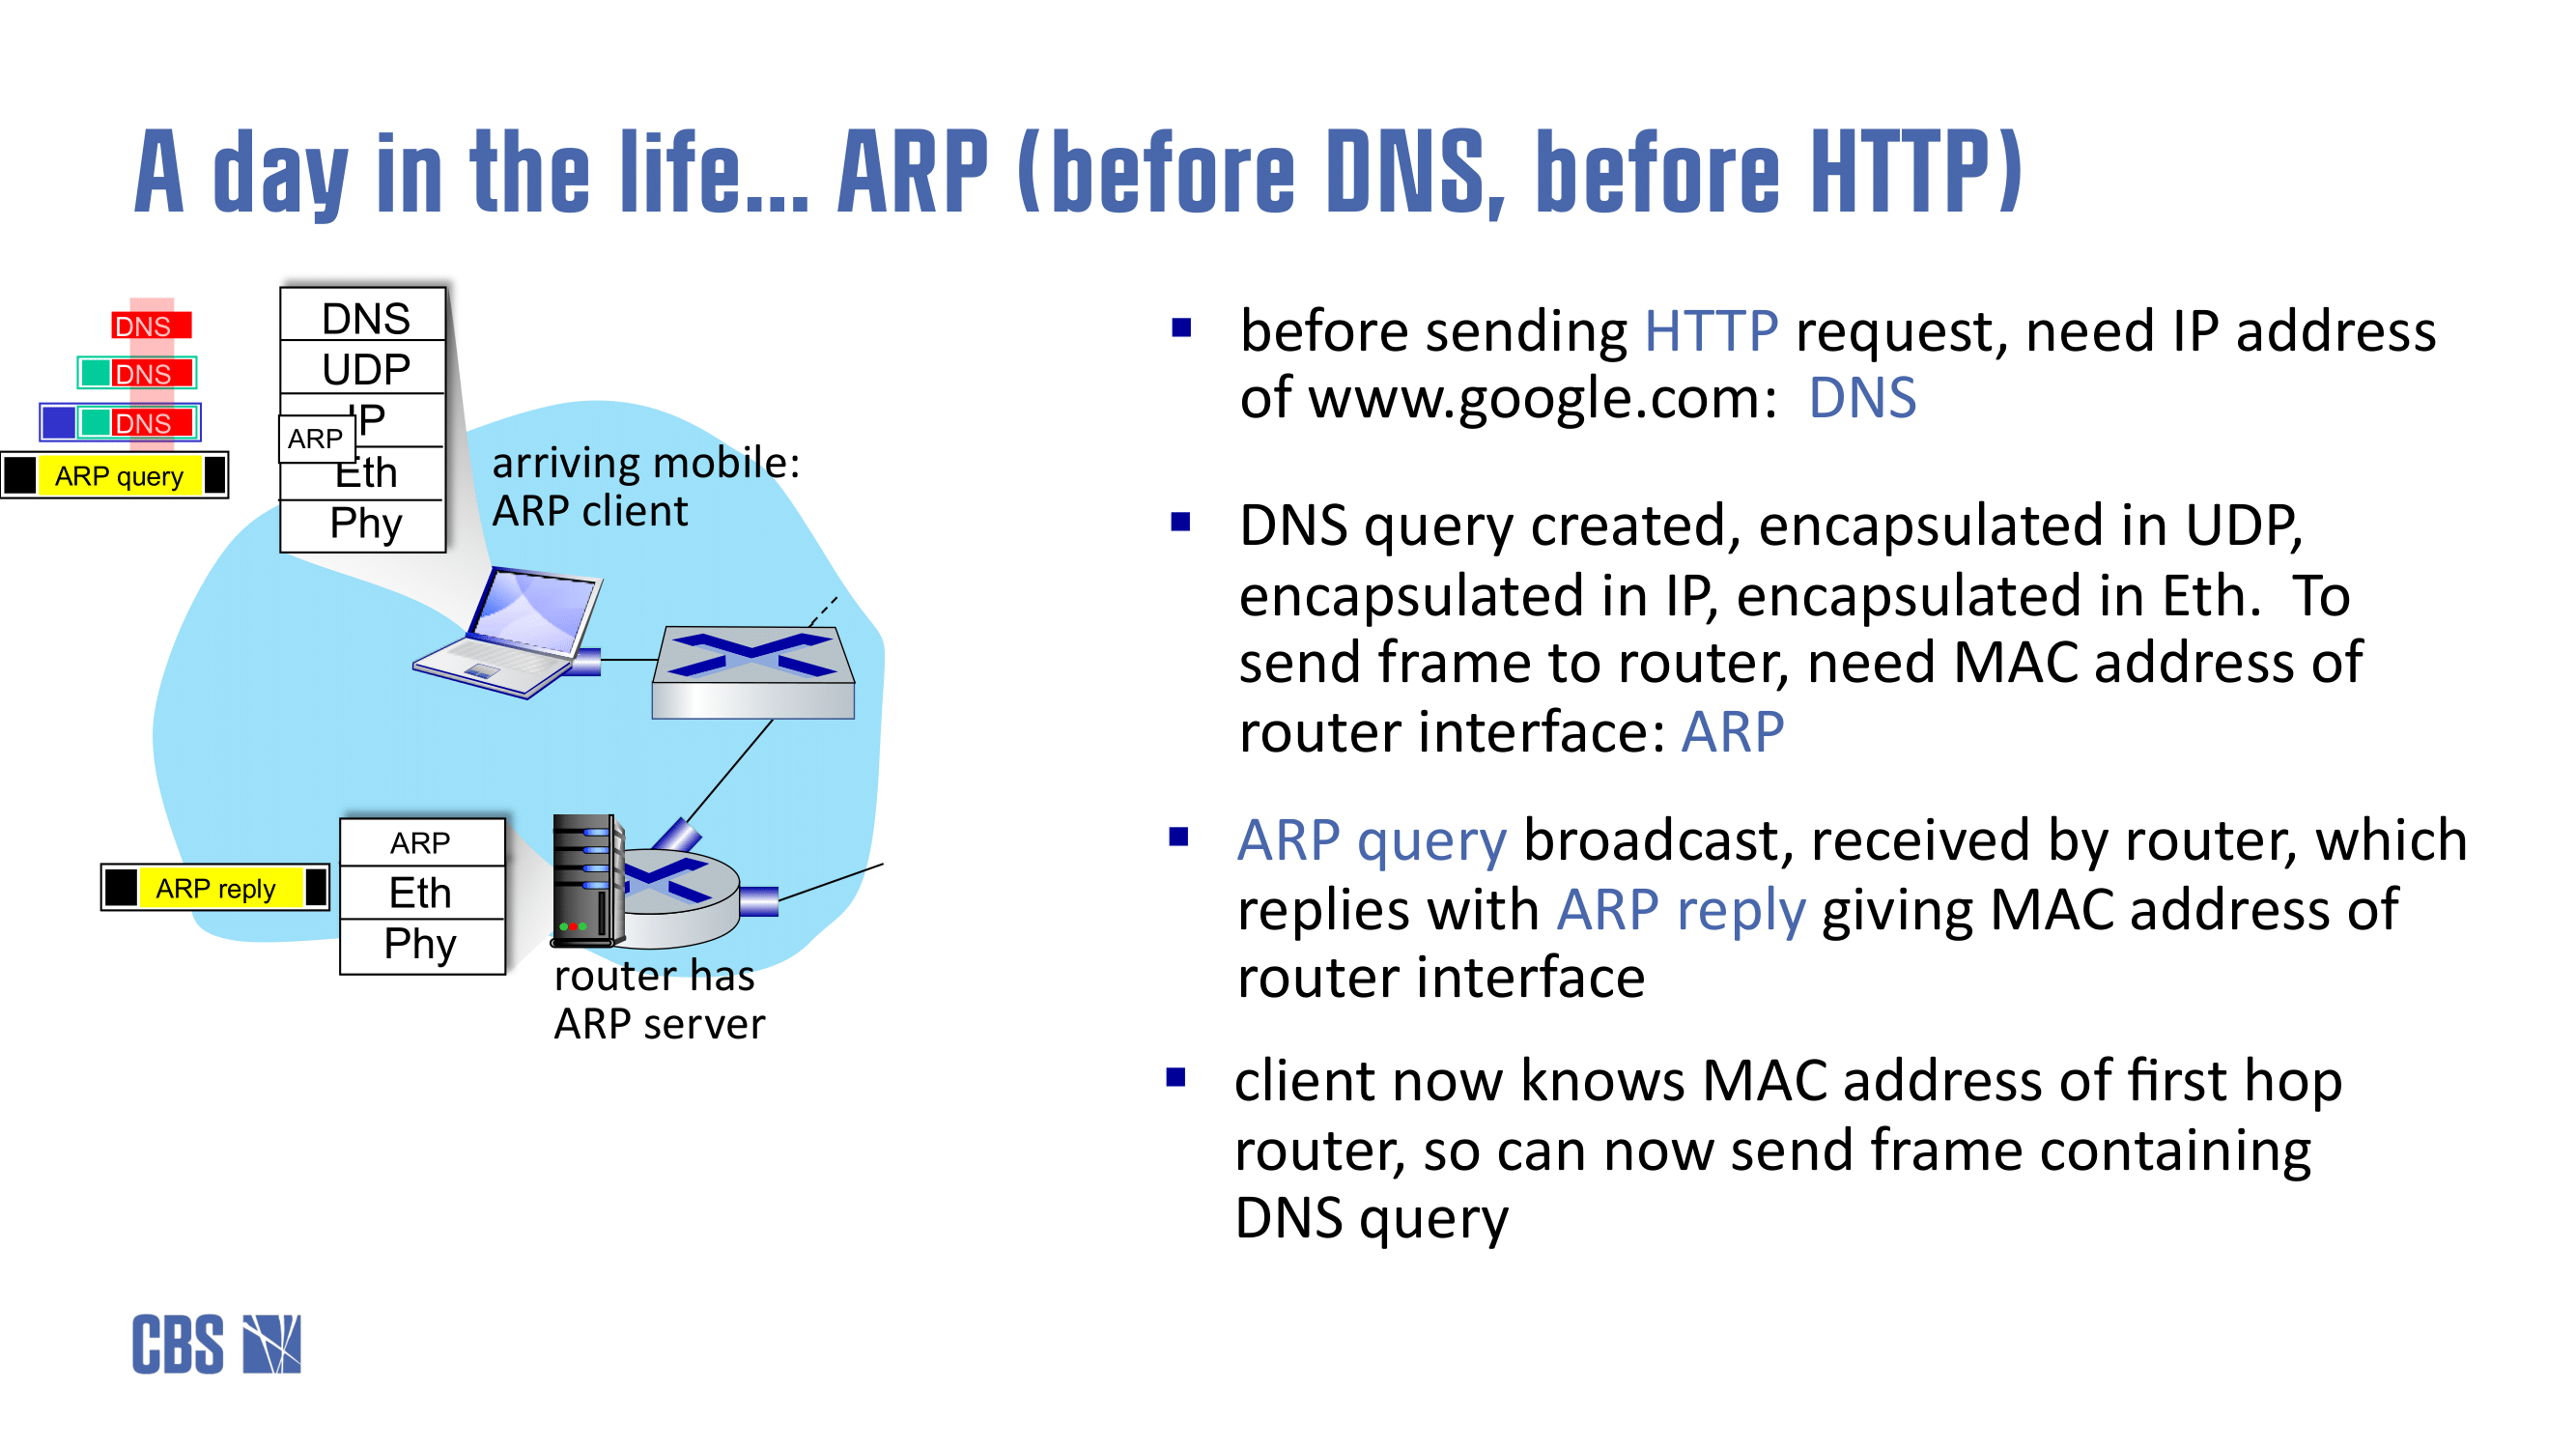 A day in the life... ARP (before DNS, before HTTP)
DNS
DNS
DNS
ARP query
DNS
UDP
IP
ARP
Eth
Phy
arriving mobile:
ARP client
ARP reply
ARP
Eth
Phy
router has
ARP server
before sending HTTP request, need IP address
of www.google.com: DNS
DNS query created, encapsulated in UDP,
encapsulated in IP, encapsulated in Eth. To
send frame to router, need MAC address of
router interface: ARP
ARP query broadcast, received by router, which
replies with ARP reply giving MAC address of
router interface
client now knows MAC address of first hop
router, so can now send frame containing
DNS query
CBS